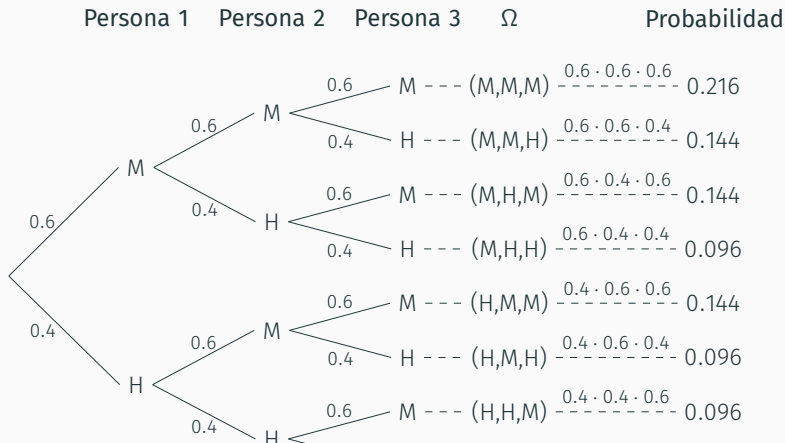 Persona 1 Persona 2 Persona 3 Ω Probabilidad
0.6 M (M,M,M) 0.6 · 0.6 · 0.6 0.216
0.6 M
0.4 H (M,M,H) 0.6 · 0.6 · 0.4 0.144
M
0.6 M (M,H,M) 0.6 · 0.4 · 0.6 0.144
0.6 0.4 H
0.4 H (M,H,H) 0.6 · 0.4 · 0.4 0.096
0.6 M (H,M,M) 0.4 · 0.6 · 0.6 0.144
0.4 0.6 M
0.4 H (H,M,H) 0.4 · 0.6 · 0.4 0.096
H
0.6 M (H,H,M) 0.4 · 0.4 · 0.6 0.096
0.4 H